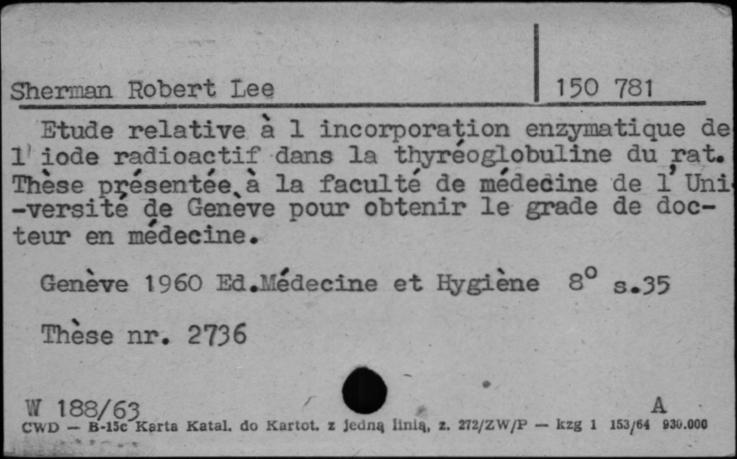 Sherman Robert Lee 150 781
Etude relative à l incorporation enzymatique de
l'iode radioactif dans la thyréoglobuline du rat.
Thèse présentée à la faculté de médecine de l'Uni-
-versité de Genève pour obtenir le grade de doc-
teur en médecine.
Genève 1960 Ed.Médecine et Hygiène 8° s.35
Thèse nr. 2736
W 188/63 A
CWD — B-15c Karta Katal. do Kartot. z jedną linią, z. 272/ZW/P — kzg 1 153/64 930.000